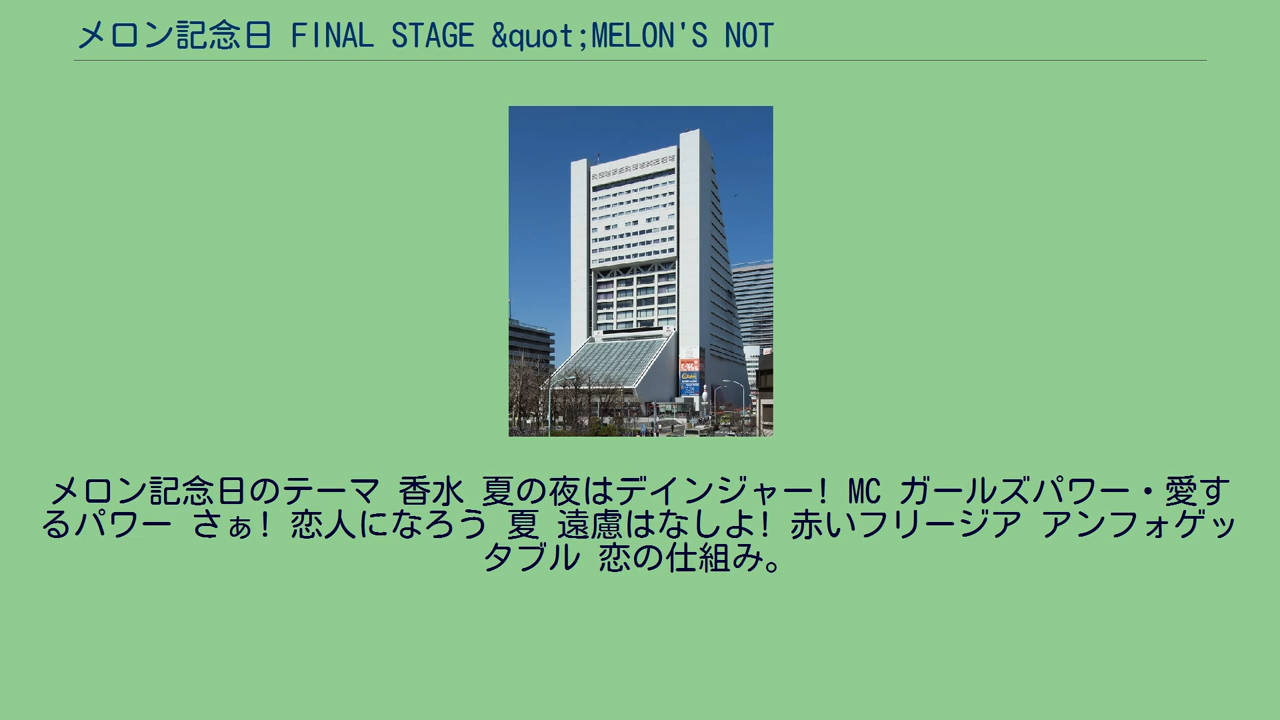 メロン記念日 FINAL STAGE &quot;MELON'S NOT
メロン記念日のテーマ 香水 夏の夜はデインジャー! MC ガールズパワー・愛す
るパワー さぁ! 恋人になろう 夏 遠慮はなしよ! 赤いフリージア アンフォゲッ
タブル 恋の仕組み。